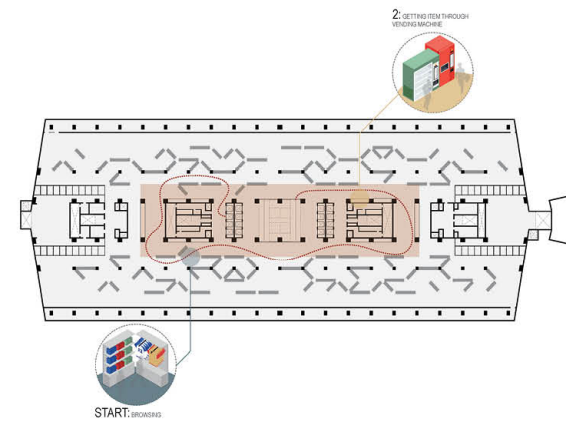 2: GETTING ITEM THROUGH
VENDING MACHINE
START: BROWSING